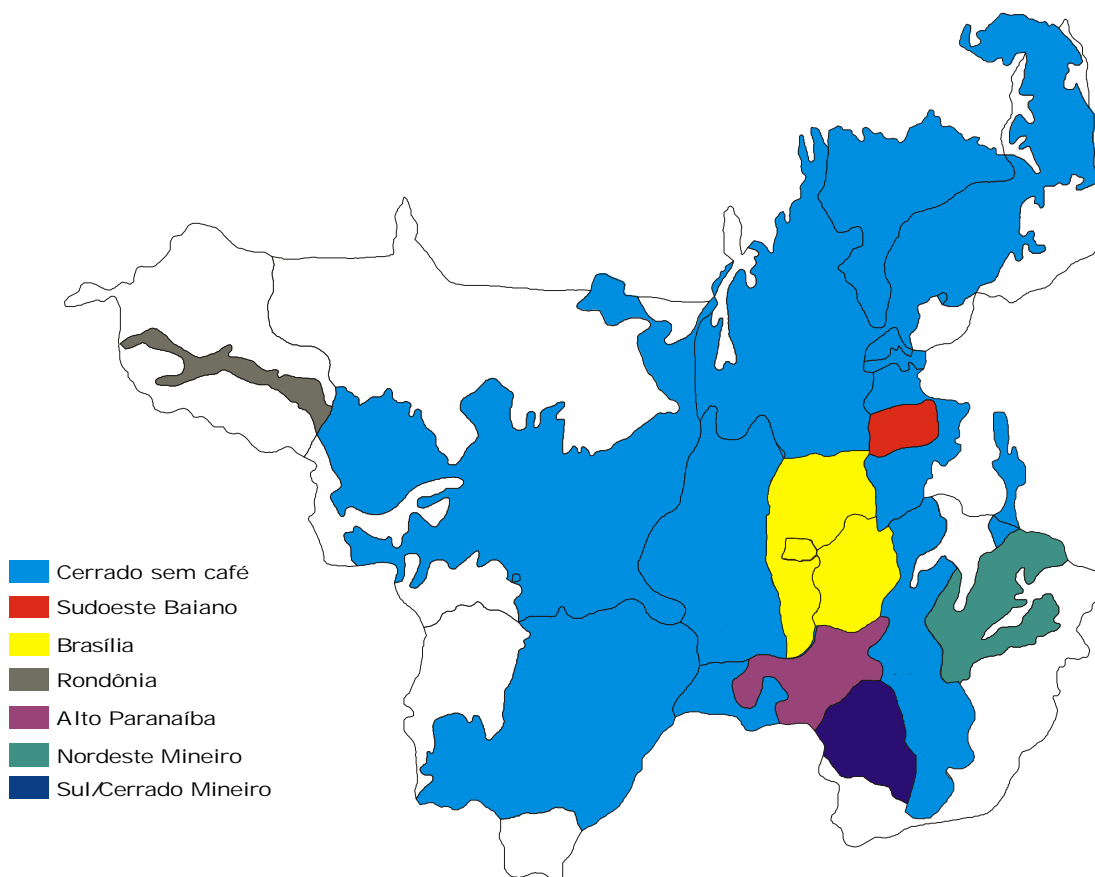 Cerrado sem café
Sudoeste Baiano
Brasília
Rondônia
Alto Paranaíba
Nordeste Mineiro
Sul/Cerrado Mineiro